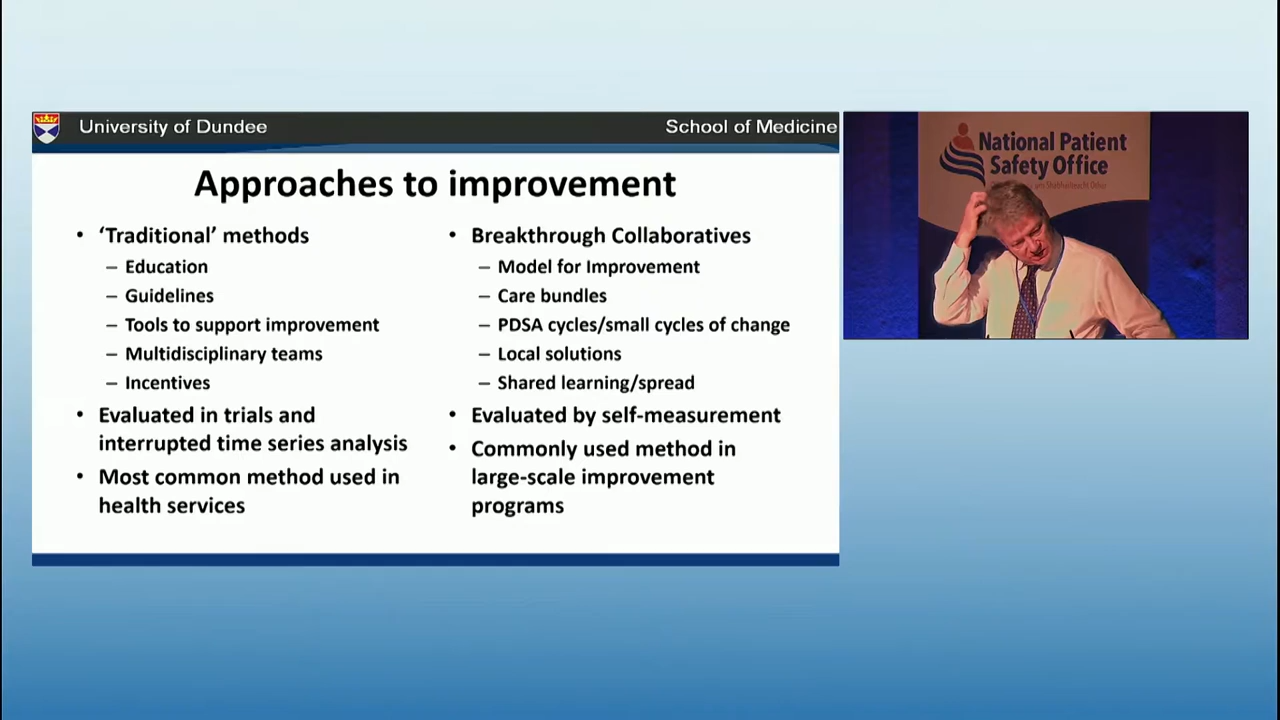 University of Dundee
School of Medicine
Approaches to improvement
• ‘Traditional’ methods
– Education
– Guidelines
– Tools to support improvement
– Multidisciplinary teams
– Incentives
• Evaluated in trials and
interrupted time series analysis
• Most common method used in
health services
• Breakthrough Collaboratives
– Model for Improvement
– Care bundles
– PDSA cycles/small cycles of change
– Local solutions
– Shared learning/spread
• Evaluated by self-measurement
• Commonly used method in
large-scale improvement
programs
National Patient
Safety Office